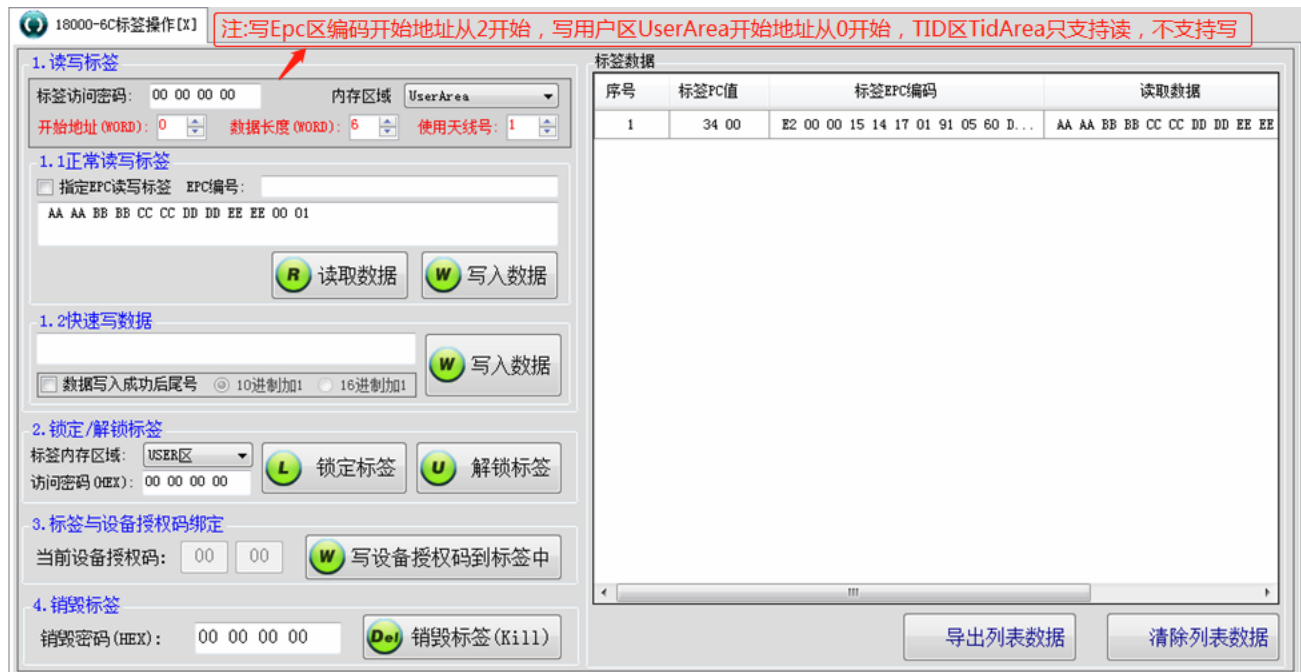 18000-6C标签操作[X]
注:写Epc区编码开始地址从2开始，写用户区UserArea开始地址从0开始，TID区TidArea只支持读，不支持写
1.读写标签
标签访问密码: 00 00 00 00 内存区域 UserArea
开始地址(WORD): 0 数据长度(WORD): 6 使用天线号: 1
1.1正常读写标签
指定EPC读写标签 EPC编号:
AA AA BB BB CC CC DD DD EE EE 00 01
R 读取数据 W 写入数据
1.2快速写数据
W 写入数据
数据写入成功后尾号 10进制加1 16进制加1
2.锁定/解锁标签
标签内存区域: USER区
访问密码(HEX): 00 00 00 00
L 锁定标签 U 解锁标签
3.标签与设备授权码绑定
当前设备授权码: 00 00 W 写设备授权码到标签中
4.销毁标签
销毁密码(HEX): 00 00 00 00 Del 销毁标签(Kill)
标签数据
序号 标签PC值 标签EPC编码 读取数据
1 34 00 E2 00 00 15 14 17 01 91 05 60 D... AA AA BB BB CC CC DD DD EE EE
导出列表数据 清除列表数据